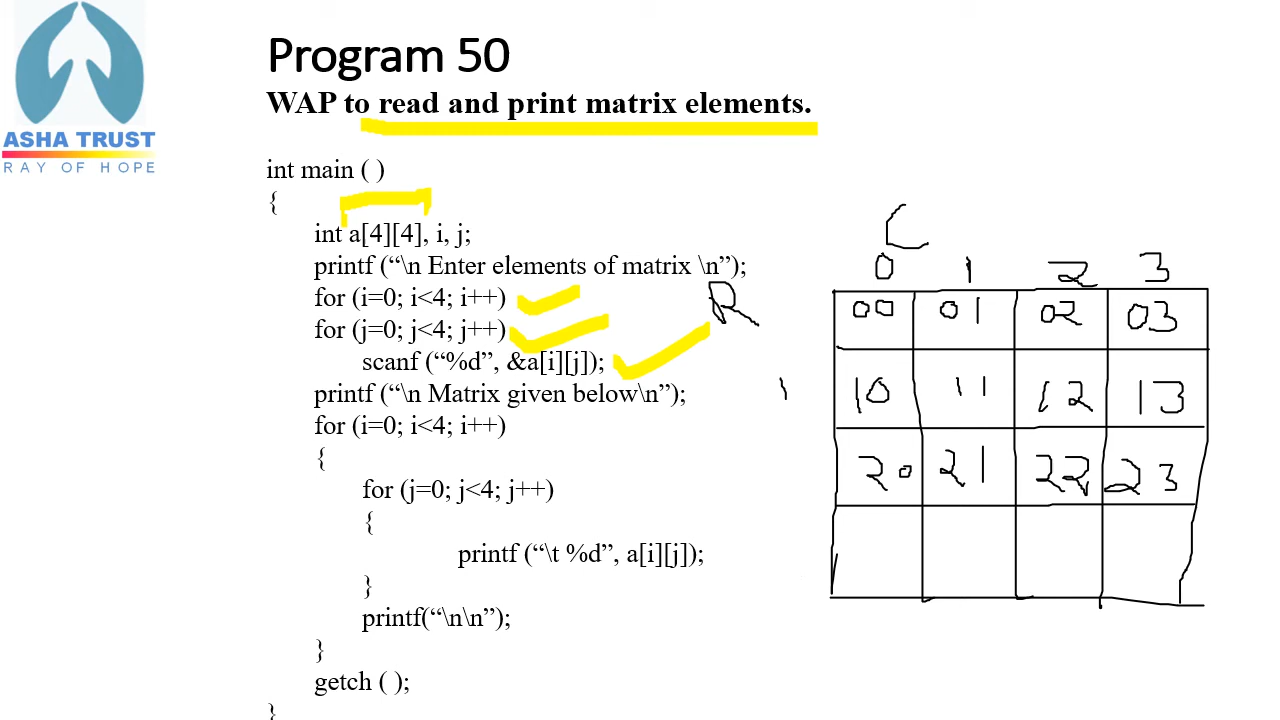 ASHA TRUST
RAY OF HOPE
Program 50
WAP to read and print matrix elements.
int main ( )
{
int a[4][4], i, j;
printf (“\n Enter elements of matrix \n”);
for (i=0; i<4; i++)
for (j=0; j<4; j++)
scanf (“%d”, &a[i][j]);
printf (“\n Matrix given below\n”);
for (i=0; i<4; i++)
{
for (j=0; j<4; j++)
{
printf (“\t %d”, a[i][j]);
}
printf(“\n\n”);
}
getch ( );
}
C
0 1 2 3
R
00 01 02 03
1 10 11 12 13
20 21 22 23